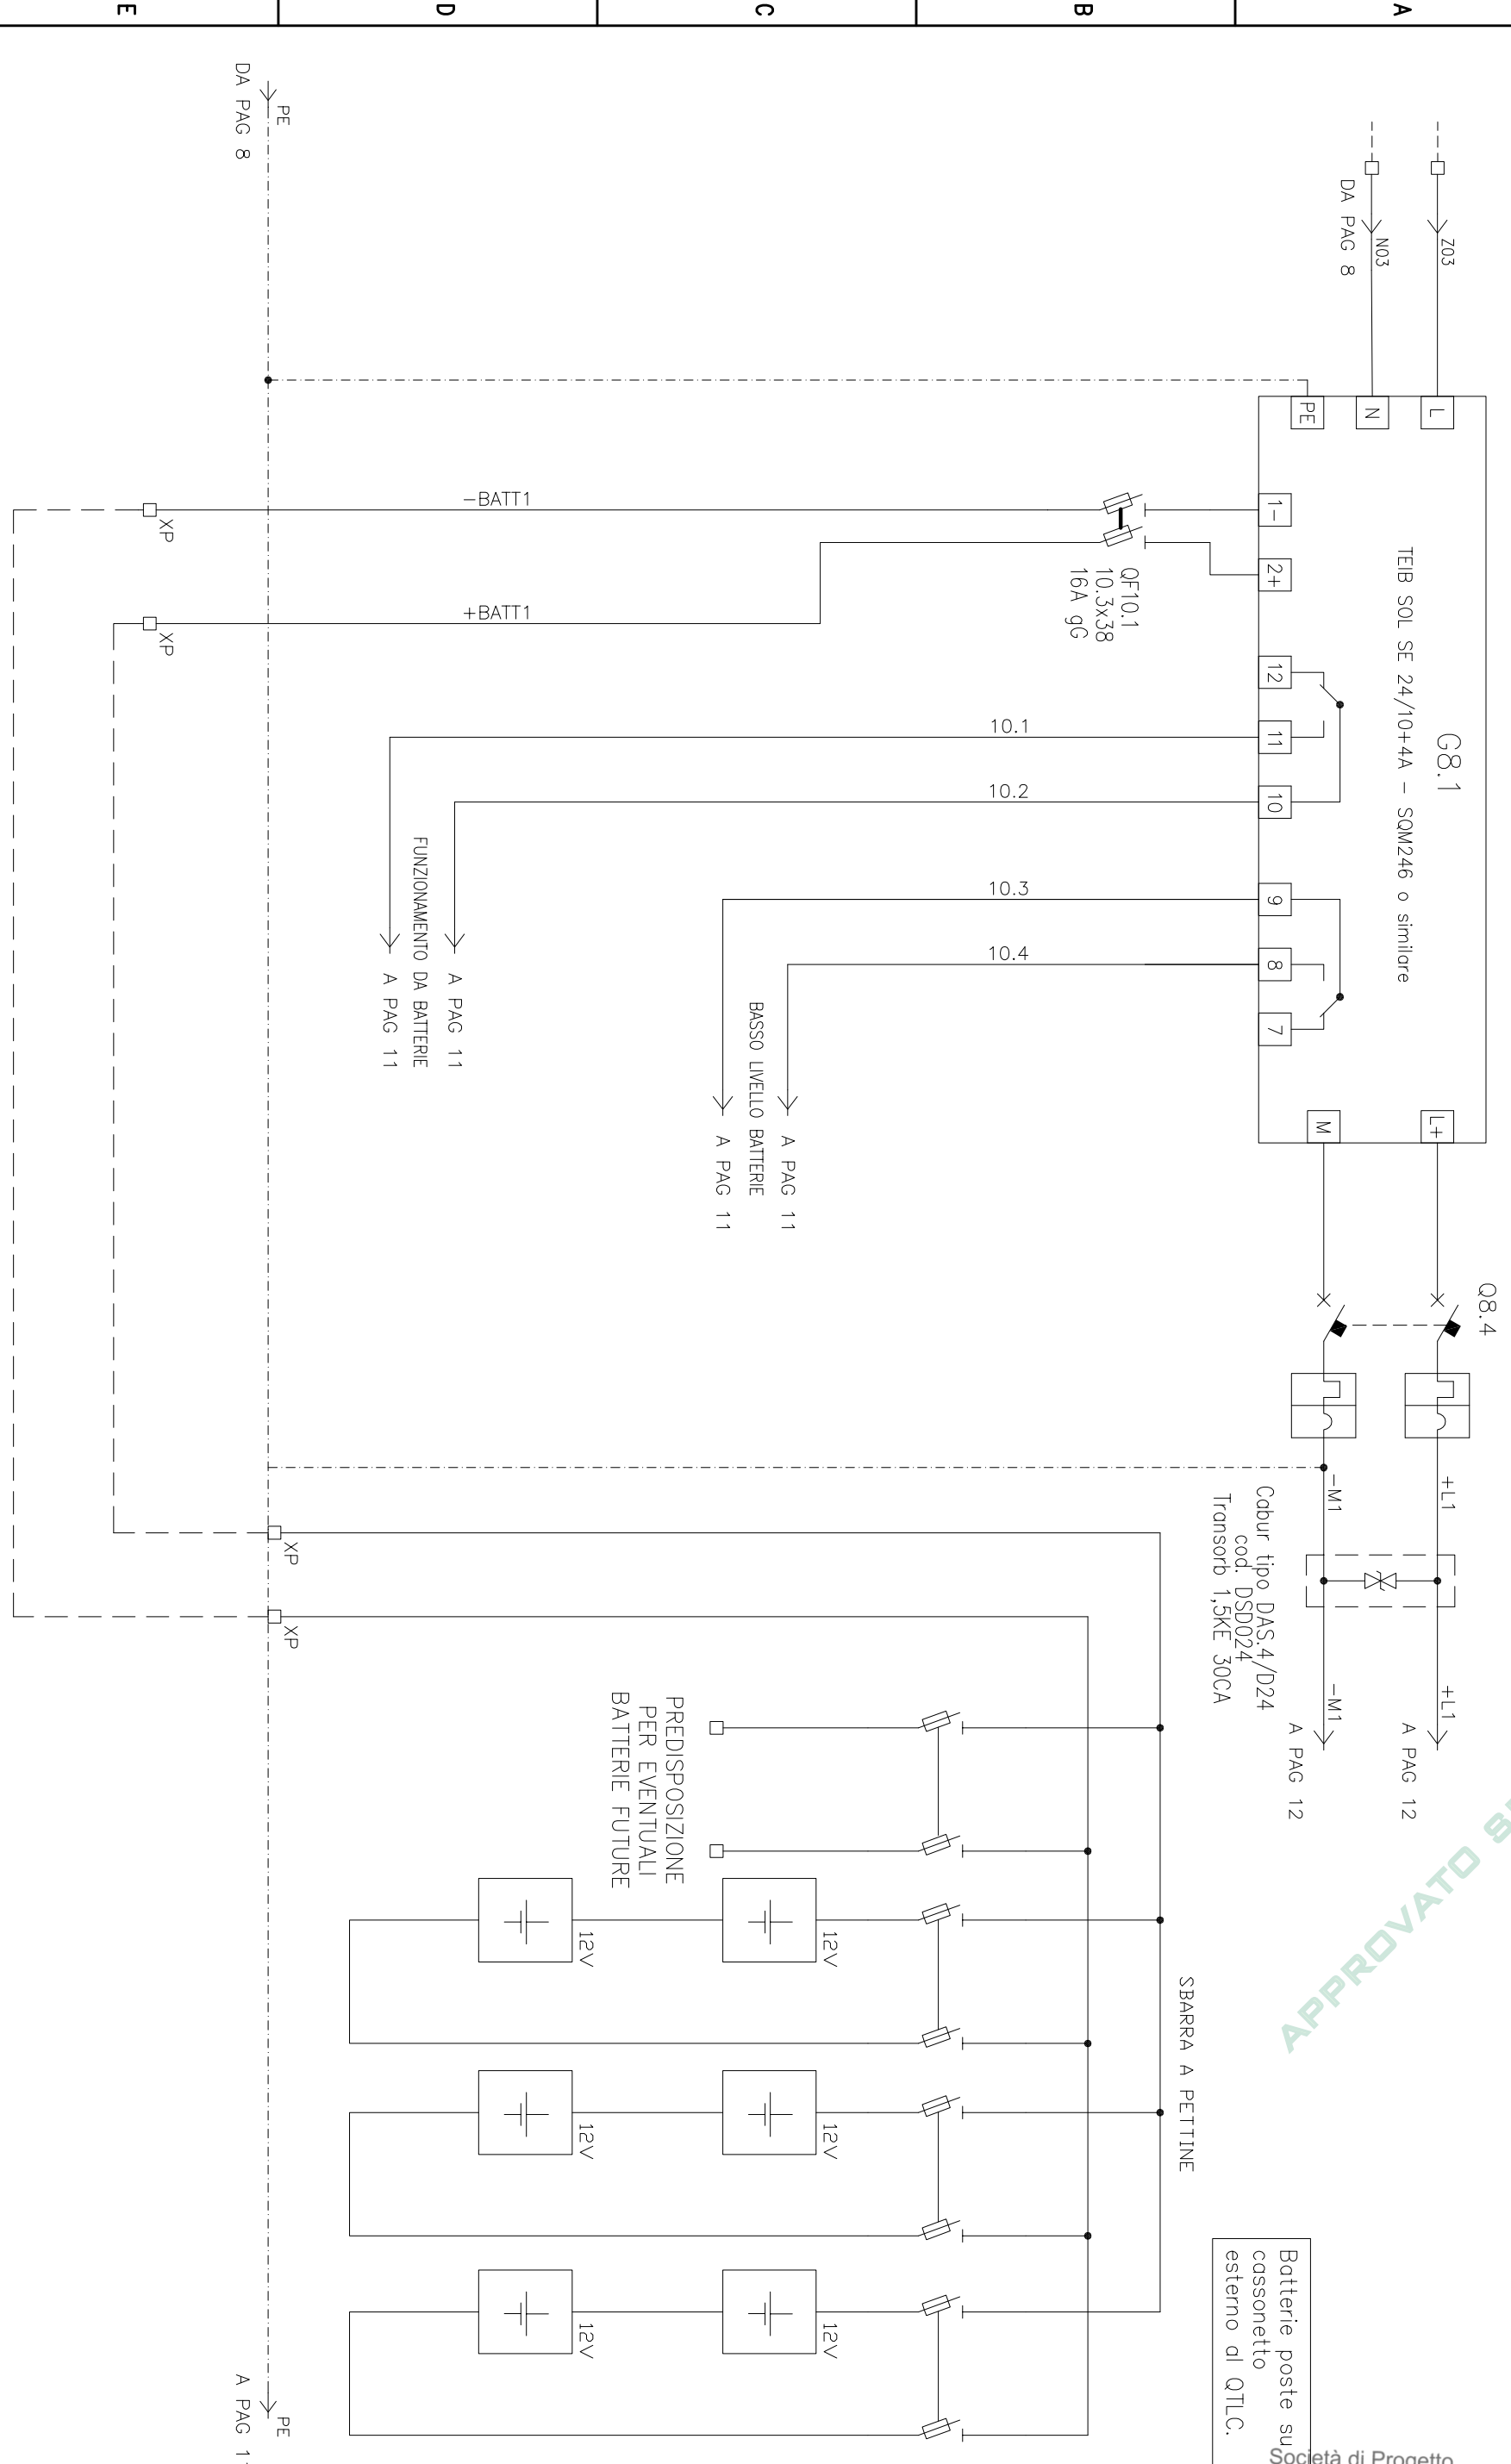 A
B
C
D
E
Z03
N03
DA PAG 8
PE
DA PAG 8
L
N
PE
G8.1
TEIB SOL SE 24/10+4A - SQM246 o similare
1-
2+
12
11
10
9
8
7
L+
M
QF10.1
10.3x38
16A gG
-BATT1
+BATT1
XP
XP
10.1
10.2
10.3
10.4
A PAG 11
FUNZIONAMENTO DA BATTERIE
A PAG 11
A PAG 11
BASSO LIVELLO BATTERIE
A PAG 11
Q8.4
+L1
-M1
Cabur tipo DAS.4/D24
cod. DSD024
Transorb 1,5KE 30CA
+L1
-M1
A PAG 12
A PAG 12
XP
XP
PREDISPOSIZIONE
PER EVENTUALI
BATTERIE FUTURE
SBARRA A PETTINE
12V
12V
12V
12V
12V
12V
Batterie poste su
cassonetto
esterno al QTLC.
PE
A PAG
APPROVATO
Società di Progetto